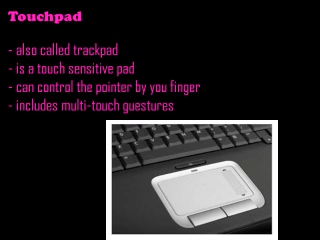 Touchpad
- also called trackpad
- is a touch sensitive pad
- can control the pointer by you finger
- includes multi-touch guestures